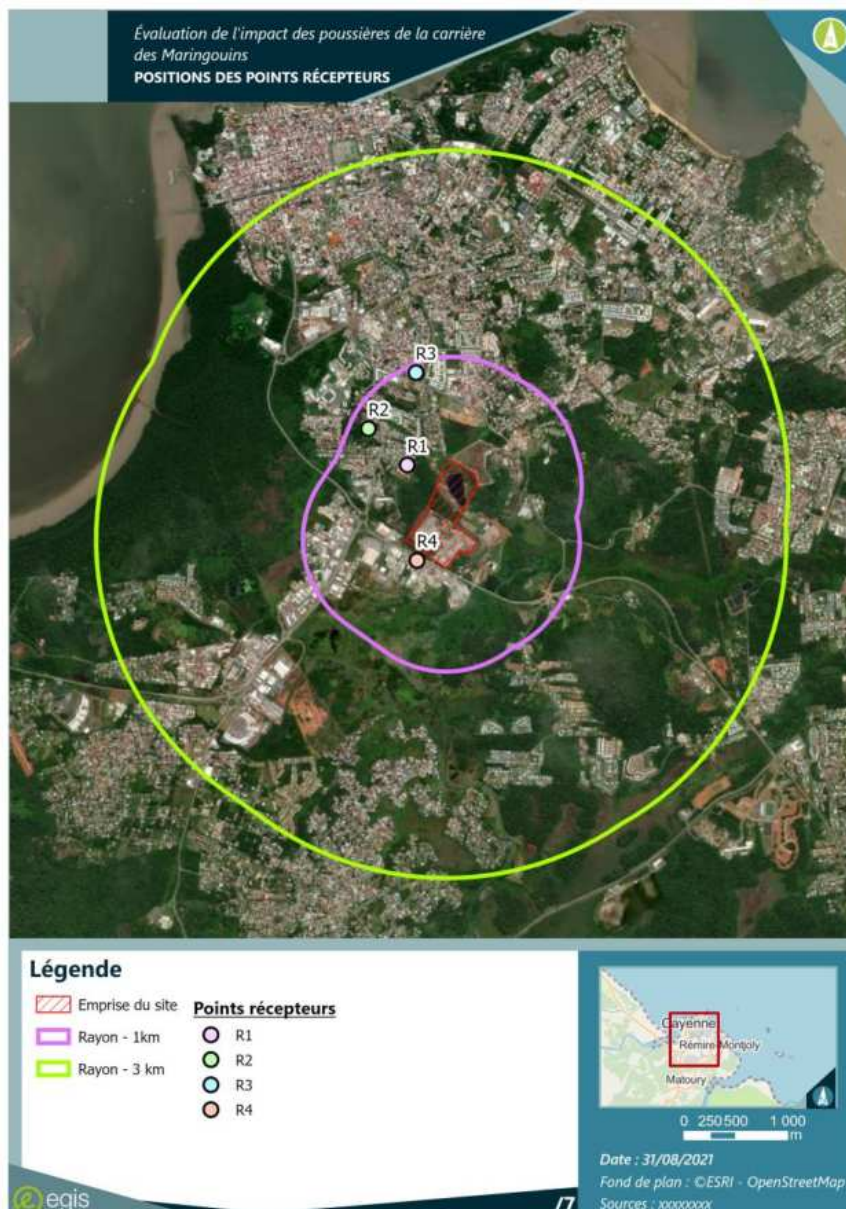 Évaluation de l'impact des poussières de la carrière
des Maringouins
POSITIONS DES POINTS RÉCEPTEURS
R3
R2
R1
R4
Légende
Emprise du site
Rayon - 1km
Rayon - 3 km
Points récepteurs
R1
R2
R3
R4
Cayenne
Rémire-Montjoly
Matoury
0 250 500 1 000
m
Date : 31/08/2021
Fond de plan : ©ESRI - OpenStreetMap
Sources : xxxxxxxx
egis
/7